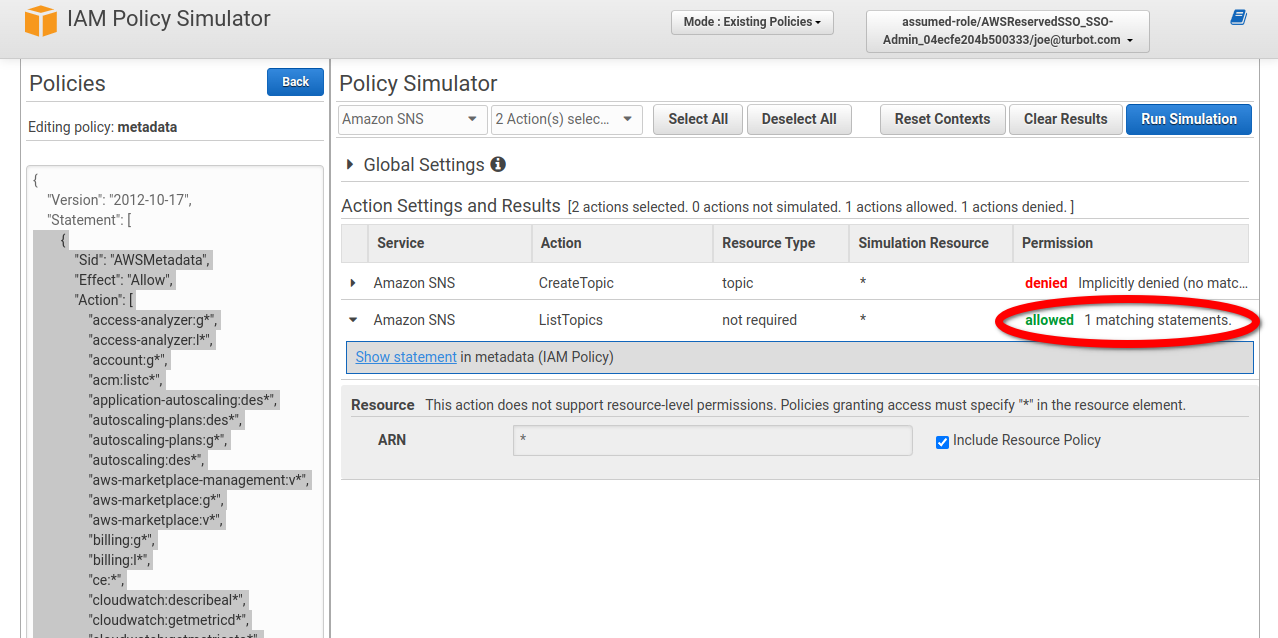 IAM Policy Simulator
Mode : Existing Policies
assumed-role/AWSReservedSSO_SSO-
Admin_04ecfe204b500333/joe@turbot.com
Policies
Back
Editing policy: metadata
{
"Version": "2012-10-17",
"Statement": [
{
"Sid": "AWSMetadata",
"Effect": "Allow",
"Action": [
"access-analyzer:g*",
"access-analyzer:l*",
"account:g*",
"acm:listc*",
"application-autoscaling:des*",
"autoscaling-plans:des*",
"autoscaling-plans:g*",
"autoscaling:des*",
"aws-marketplace-management:v*",
"aws-marketplace:g*",
"aws-marketplace:v*",
"billing:g*",
"billing:l*",
"ce:*",
"cloudwatch:describeal*",
"cloudwatch:getmetricd*",
Policy Simulator
Amazon SNS
2 Action(s) selec...
Select All
Deselect All
Reset Contexts
Clear Results
Run Simulation
Global Settings
Action Settings and Results [2 actions selected. 0 actions not simulated. 1 actions allowed. 1 actions denied. ]
Service Action Resource Type Simulation Resource Permission
Amazon SNS CreateTopic topic * denied Implicitly denied (no matc...
Amazon SNS ListTopics not required * allowed 1 matching statements.
Show statement in metadata (IAM Policy)
Resource This action does not support resource-level permissions. Policies granting access must specify "*" in the resource element.
ARN * Include Resource Policy